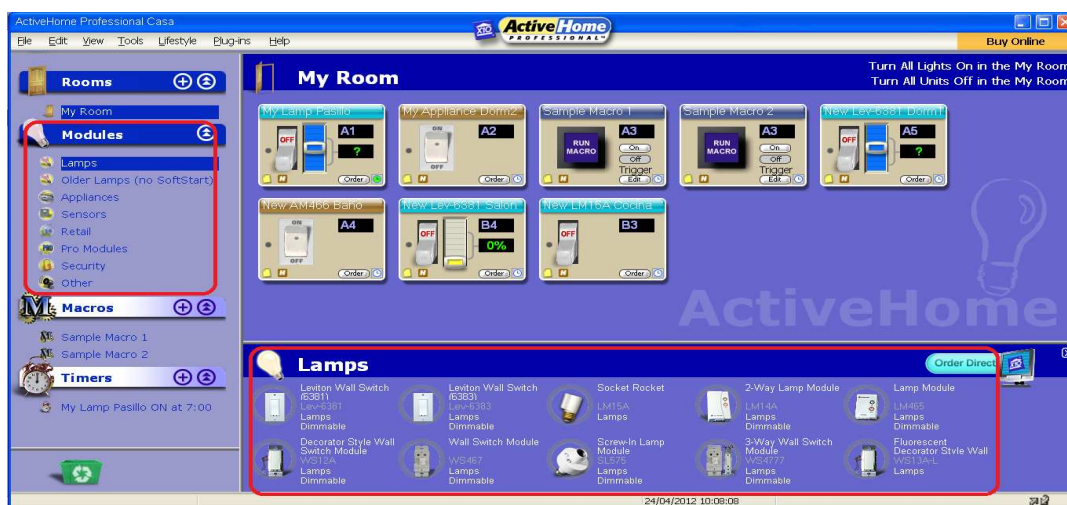 ActiveHome Professional Casa
ActiveHome
PROFESSIONAL
File Edit View Tools Lifestyle Plug-ins Help
Buy Online
Rooms
My Room
Modules
Lamps
Older Lamps (no SoftStart)
Appliances
Sensors
Retail
Pro Modules
Security
Other
Macros
Sample Macro 1
Sample Macro 2
Timers
My Lamp Pasillo ON at 7:00
My Room
Turn All Lights On in the My Room
Turn All Units Off in the My Room
My Lamp Pasillo
OFF
A1
?
Order
My Appliance Dorm2
ON
OFF
A2
Order
Sample Macro 1
RUN
MACRO
A3
On
Off
Trigger
Edit
Sample Macro 2
RUN
MACRO
A3
On
Off
Trigger
Edit
New Lev-6381 Dorm1
OFF
A5
?
Order
New AM466 Baño
ON
OFF
A4
Order
New Lev-6381 Salon
OFF
B4
0%
Order
New LM15A Cocina
OFF
B3
Order
ActiveHome
Lamps
Order Direct
Leviton Wall Switch
(6381)
Lev-6381
Lamps
Dimmable
Leviton Wall Switch
(6383)
Lev-6383
Lamps
Dimmable
Socket Rocket
LM15A
Lamps
2-Way Lamp Module
LM14A
Lamps
Dimmable
Lamp Module
LM465
Lamps
Dimmable
Decorator Style Wall
Switch Module
WS12A
Lamps
Dimmable
Wall Switch Module
WS467
Lamps
Dimmable
Screw-In Lamp
Module
SL575
Lamps
Dimmable
3-Way Wall Switch
Module
WS4777
Lamps
Dimmable
Fluorescent
Decorator Style Wall
WS13A-L
Lamps
24/04/2012 10:08:08